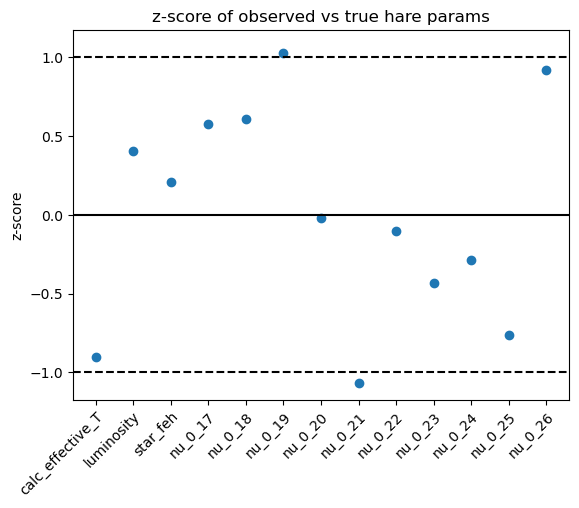 z-score of observed vs true hare params
1.0
0.5
0.0
−0.5
−1.0
z-score
calc_effective_T
luminosity
star_feh
nu_0_17
nu_0_18
nu_0_19
nu_0_20
nu_0_21
nu_0_22
nu_0_23
nu_0_24
nu_0_25
nu_0_26